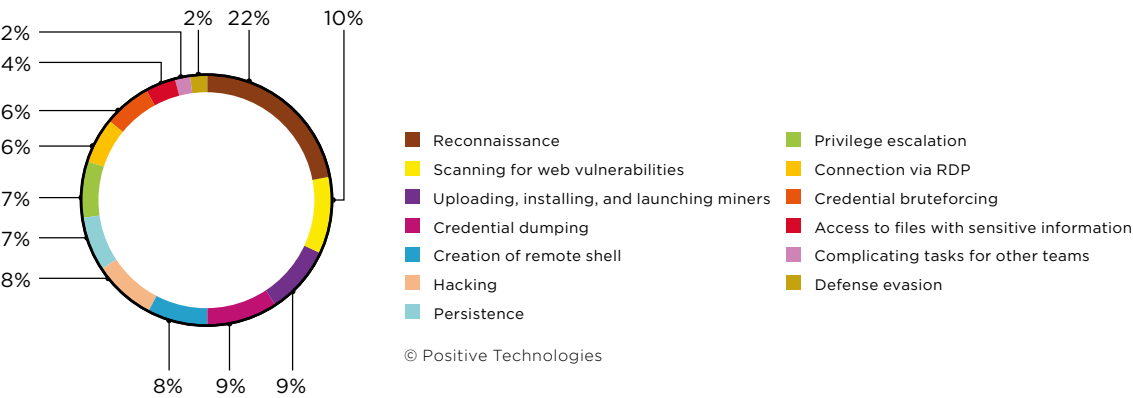 2% 22% 10%
2%
4%
6%
6%
7%
7%
8%
8% 9% 9%
Reconnaissance
Scanning for web vulnerabilities
Uploading, installing, and launching miners
Credential dumping
Creation of remote shell
Hacking
Persistence
Privilege escalation
Connection via RDP
Credential bruteforcing
Access to files with sensitive information
Complicating tasks for other teams
Defense evasion
© Positive Technologies